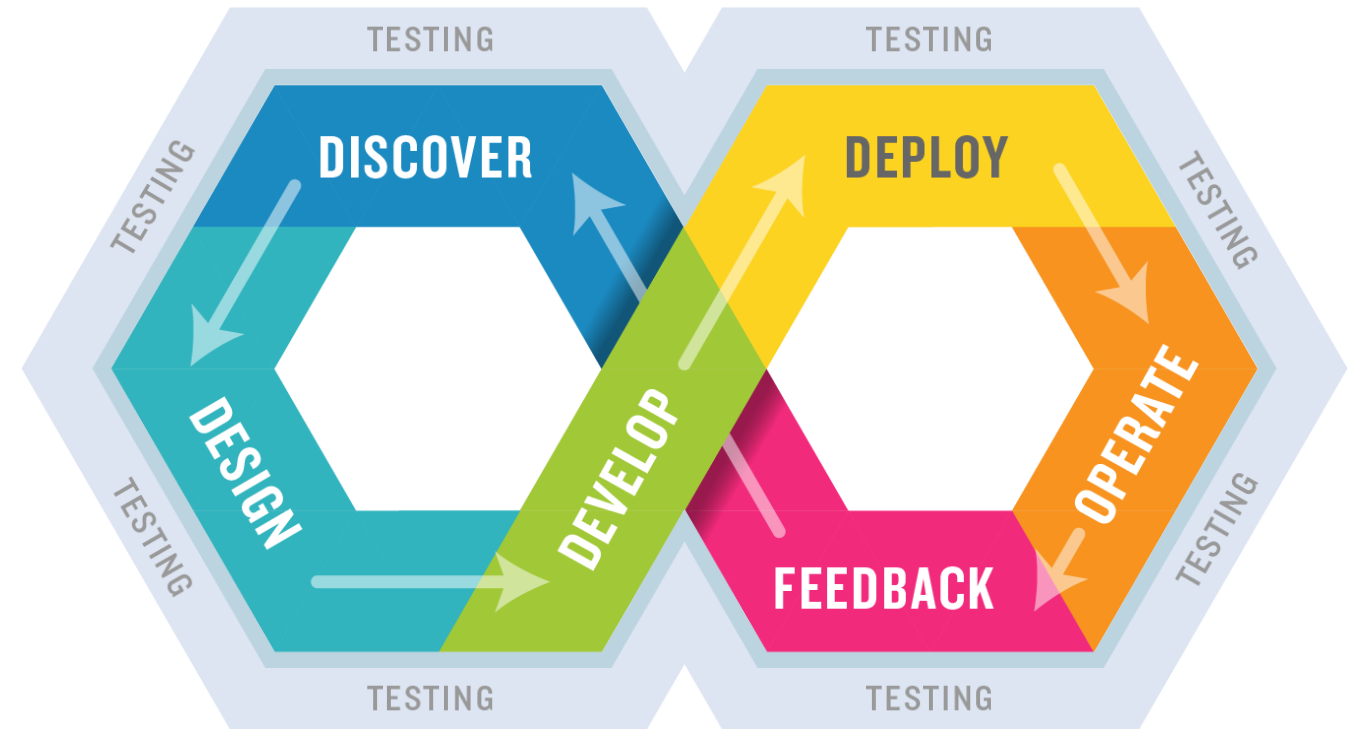 TESTING
TESTING
DISCOVER
DEPLOY
TESTING
TESTING
DESIGN
DEVELOP
OPERATE
FEEDBACK
TESTING
TESTING
TESTING
TESTING